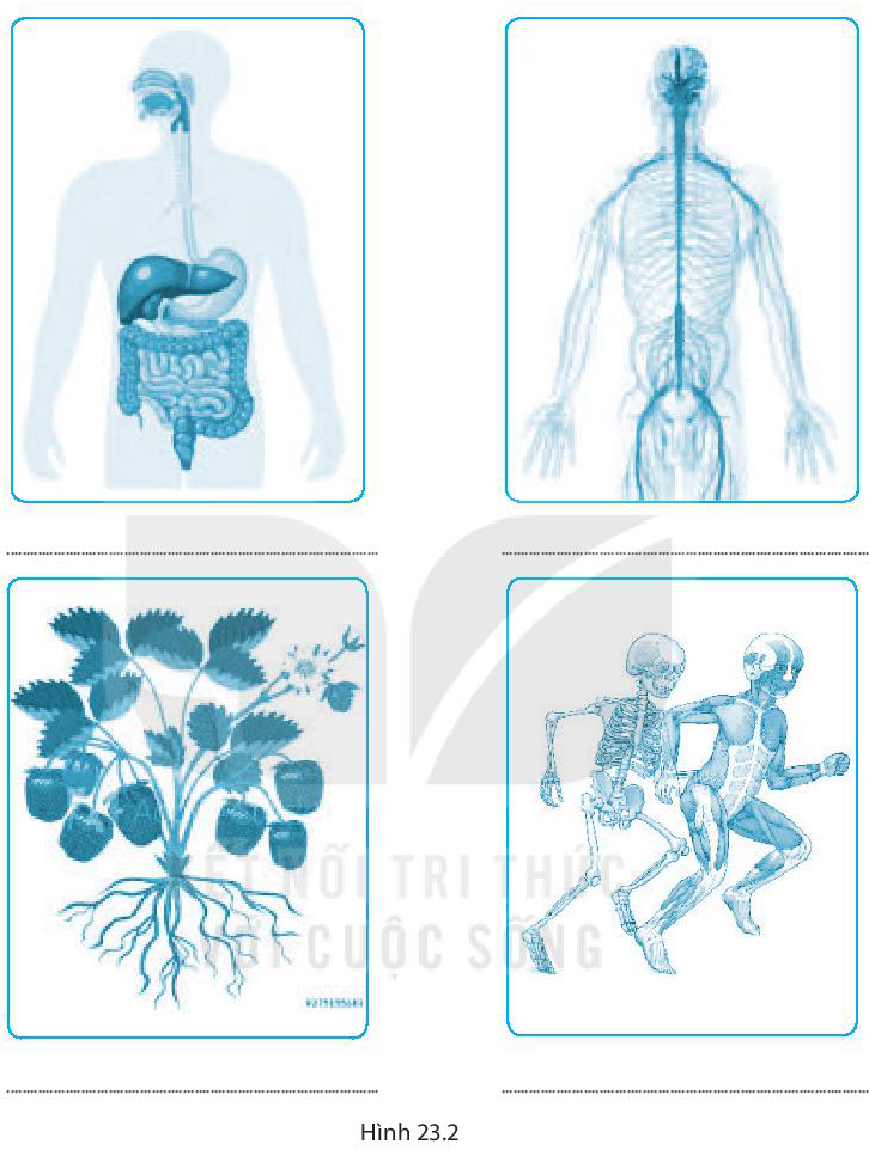 KẾT NỐI TRI THỨC
VỚI CUỘC SỐNG
Hình 23.2